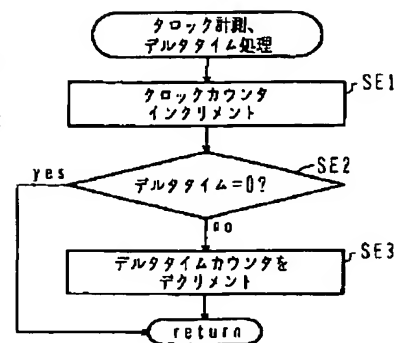 クロック計測、
デルタタイム処理
SE1
クロックカウンタ
インクリメント
SE2
デルタタイム=0?
yes
no
SE3
デルタタイムカウンタを
デクリメント
return